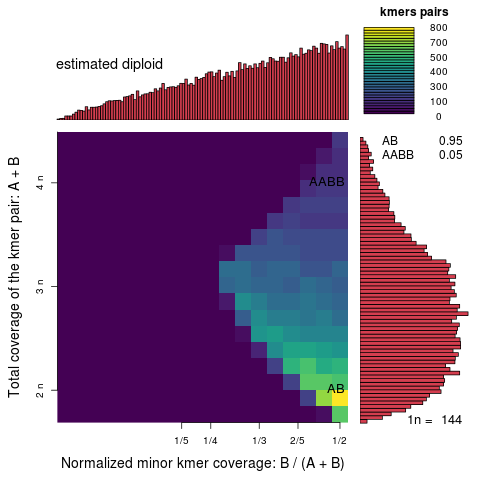 kmers pairs
estimated diploid
800
700
500
400
300
100
0
AB 0.95
AABB 0.05
Total coverage of the kmer pair: A + B
4 n
3 n
2 n
AABB
AB
1n = 144
1/5 1/4 1/3 2/5 1/2
Normalized minor kmer coverage: B / (A + B)